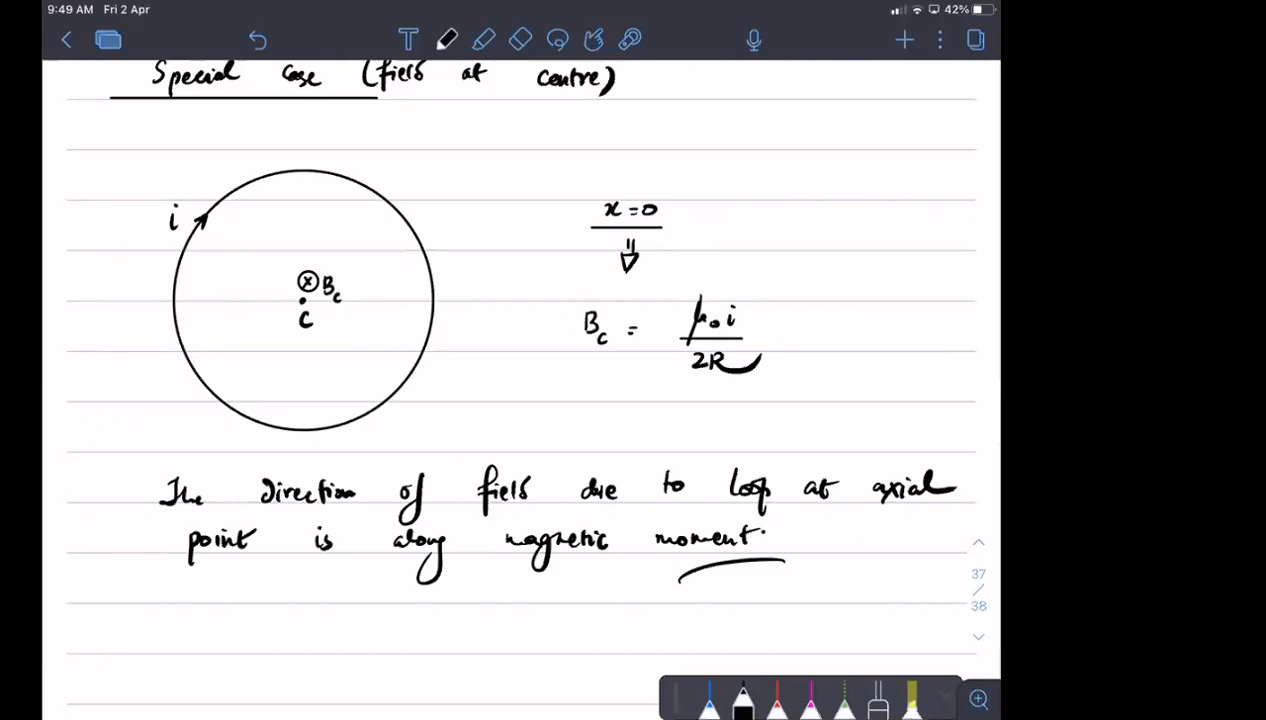 9:49 AM Fri 2 Apr
42%
Special case (field at centre)
i
x=0
⊗ Bc
C
Bc = μ₀i / 2R
The direction of field due to loop at axial
point is along magnetic moment.
37
/
38